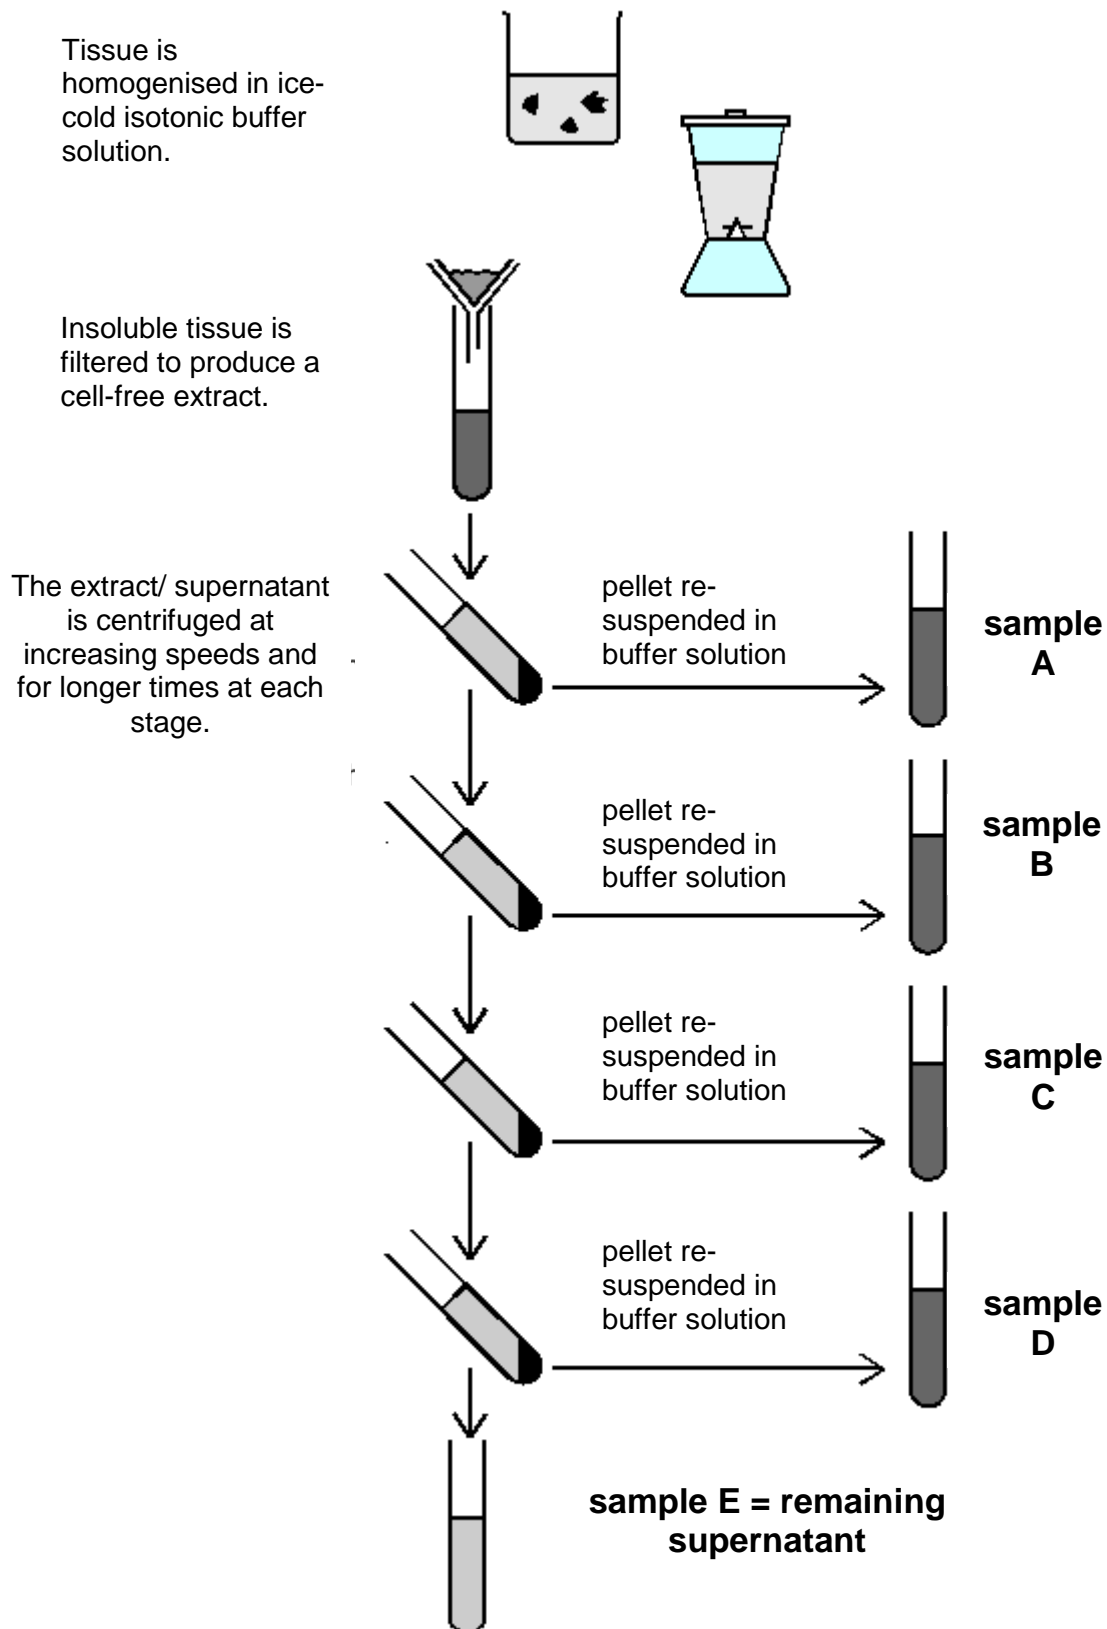 Tissue is
homogenised in ice-
cold isotonic buffer
solution.
Insoluble tissue is
filtered to produce a
cell-free extract.
The extract/ supernatant
is centrifuged at
increasing speeds and
for longer times at each
stage.
pellet re-
suspended in
buffer solution
sample
A
pellet re-
suspended in
buffer solution
sample
B
pellet re-
suspended in
buffer solution
sample
C
pellet re-
suspended in
buffer solution
sample
D
sample E = remaining
supernatant